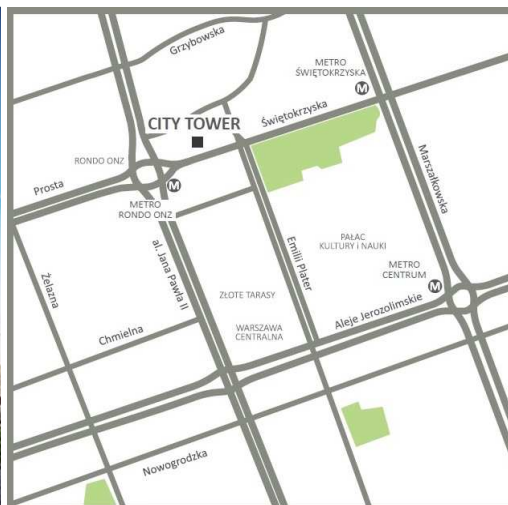 Grzybowska
METRO
ŚWIĘTOKRZYSKA
M
CITY TOWER
Świętokrzyska
RONDO ONZ
Prosta
M
METRO
RONDO ONZ
Marszałkowska
PAŁAC
KULTURY i NAUKI
Emilii Plater
al. Jana Pawła II
METRO
CENTRUM
M
Żelazna
ZŁOTE TARASY
Aleje Jerozolimskie
WARSZAWA
CENTRALNA
Chmielna
Nowogrodzka